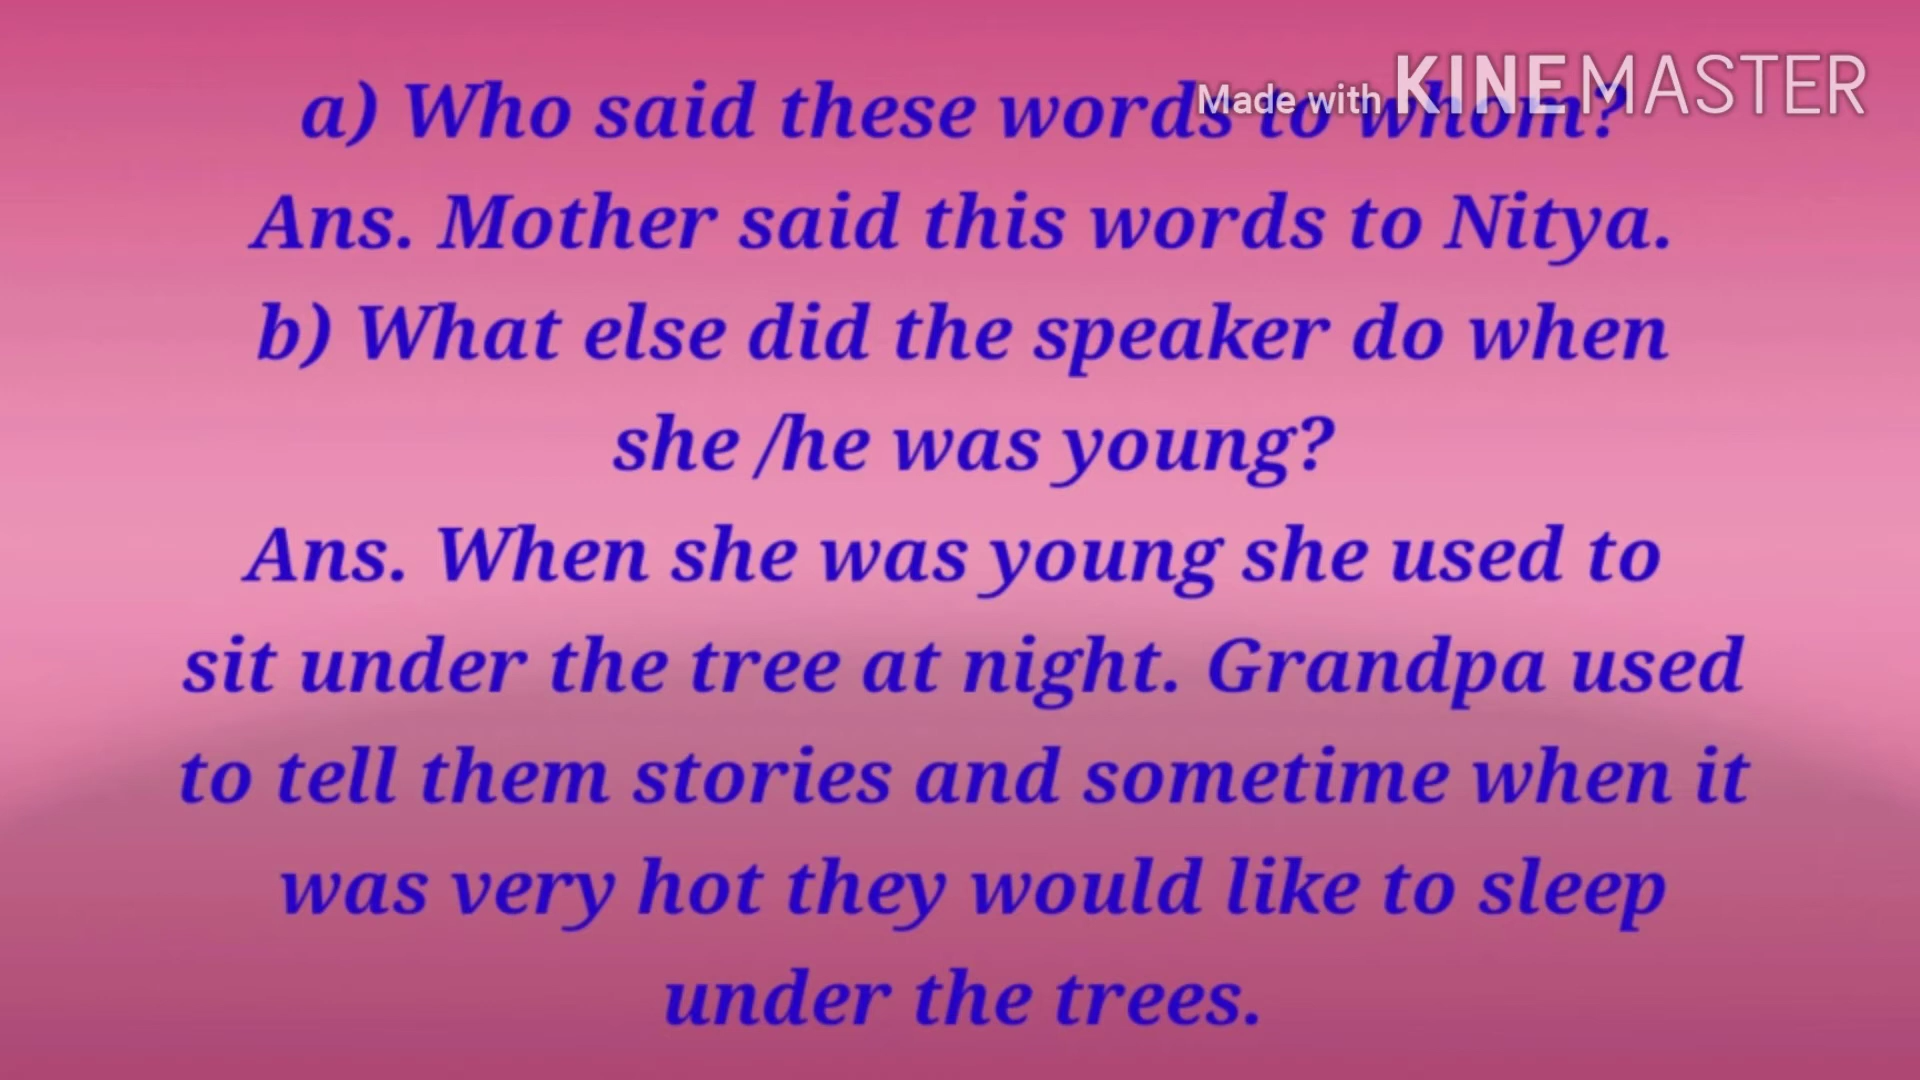 a) Who said these words to whom?
Made with KINEMASTER
Ans. Mother said this words to Nitya.
b) What else did the speaker do when
she /he was young?
Ans. When she was young she used to
sit under the tree at night. Grandpa used
to tell them stories and sometime when it
was very hot they would like to sleep
under the trees.